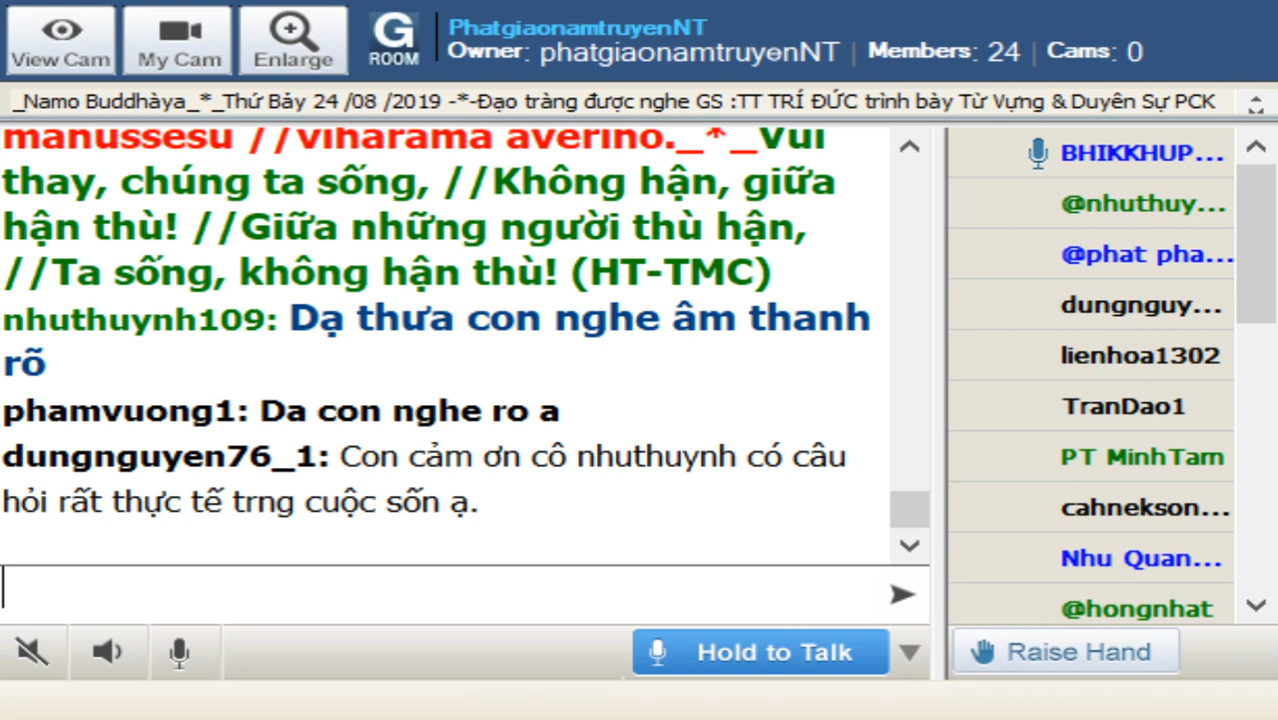 View Cam
My Cam
Enlarge
G
ROOM
PhatgiaonamtruyenNT
Owner: phatgiaonamtruyenNT | Members: 24 | Cams: 0
_Namo Buddhàya_*_Thứ Bảy 24 /08 /2019 -*-Đạo tràng được nghe GS :TT TRÍ ĐỨC trình bày Từ Vựng & Duyên Sự PCK
manussesu //viharama averino._*_Vui
thay, chúng ta sống, //Không hận, giữa
hận thù! //Giữa những người thù hận,
//Ta sống, không hận thù! (HT-TMC)
nhuthuynh109: Dạ thưa con nghe âm thanh
rõ
phamvuong1: Da con nghe ro a
dungnguyen76_1: Con cảm ơn cô nhuthuynh có câu
hỏi rất thực tế trng cuộc sốn ạ.
Hold to Talk
BHIKKHUP...
@nhuthuy...
@phat pha...
dungnguy...
lienhoa1302
TranDao1
PT MinhTam
cahnekson...
Nhu Quan...
@hongnhat
Raise Hand